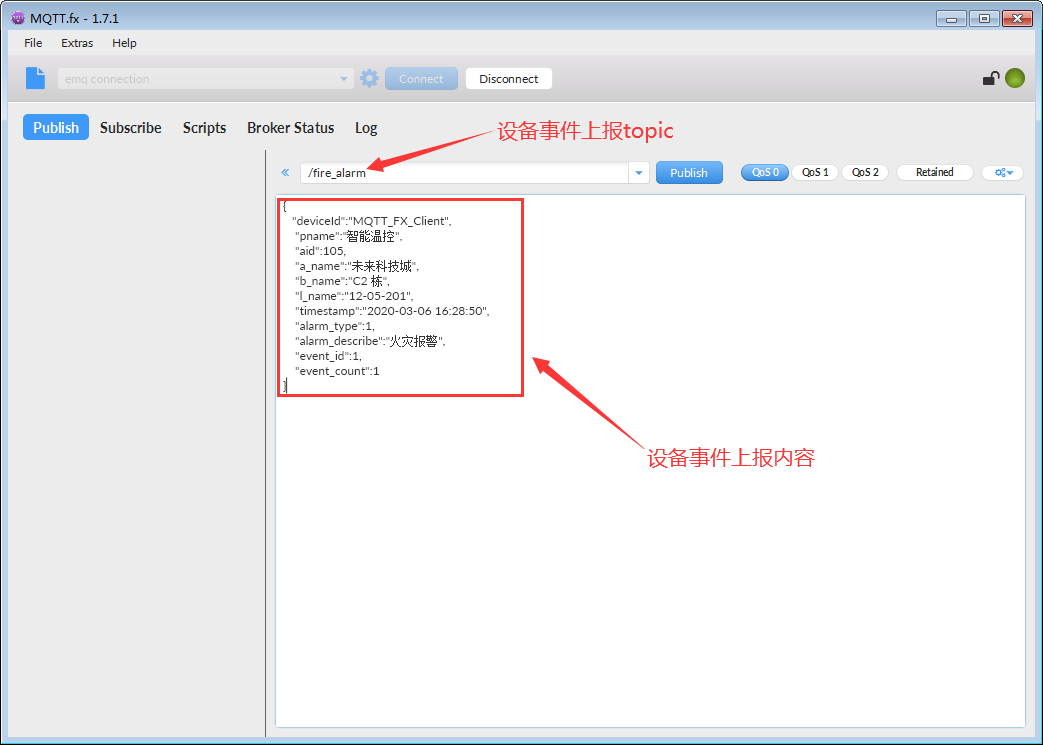 MQTT.fx - 1.7.1
File Extras Help
emq connection Connect Disconnect
Publish Subscribe Scripts Broker Status Log
设备事件上报topic
« /fire_alarm Publish QoS 0 QoS 1 QoS 2 Retained
{
"deviceId":"MQTT_FX_Client",
"pname":"智能温控",
"aid":105,
"a_name":"未来科技城",
"b_name":"C2 栋",
"l_name":"12-05-201",
"timestamp":"2020-03-06 16:28:50",
"alarm_type":1,
"alarm_describe":"火灾报警",
"event_id":1,
"event_count":1
}
设备事件上报内容